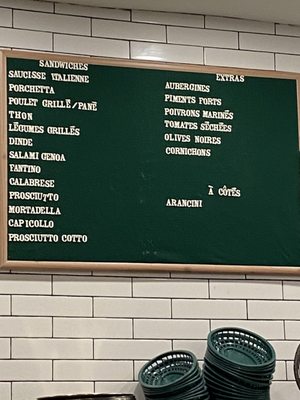 SANDWICHES
SAUCISSE ITALIENNE
PORCHETTA
POULET GRILLÉ/PANÉ
THON
LÉGUMES GRILLÉS
DINDE
SALAMI GENOA
FANTINO
CALABRESE
PROSCIUTTO
MORTADELLA
CAPICOLLO
PROSCIUTTO COTTO
EXTRAS
AUBERGINES
PIMENTS FORTS
POIVRONS MARINÉS
TOMATES SÉCHÉES
OLIVES NOIRES
CORNICHONS
À CÔTÉS
ARANCINI